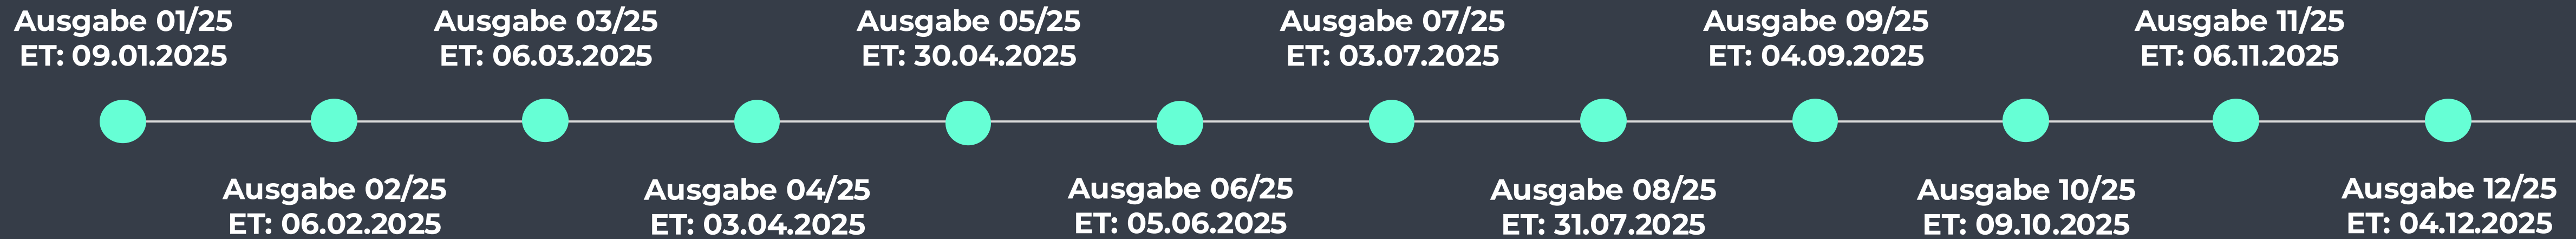 Ausgabe 01/25
ET: 09.01.2025
Ausgabe 02/25
ET: 06.02.2025
Ausgabe 03/25
ET: 06.03.2025
Ausgabe 04/25
ET: 03.04.2025
Ausgabe 05/25
ET: 30.04.2025
Ausgabe 06/25
ET: 05.06.2025
Ausgabe 07/25
ET: 03.07.2025
Ausgabe 08/25
ET: 31.07.2025
Ausgabe 09/25
ET: 04.09.2025
Ausgabe 10/25
ET: 09.10.2025
Ausgabe 11/25
ET: 06.11.2025
Ausgabe 12/25
ET: 04.12.2025